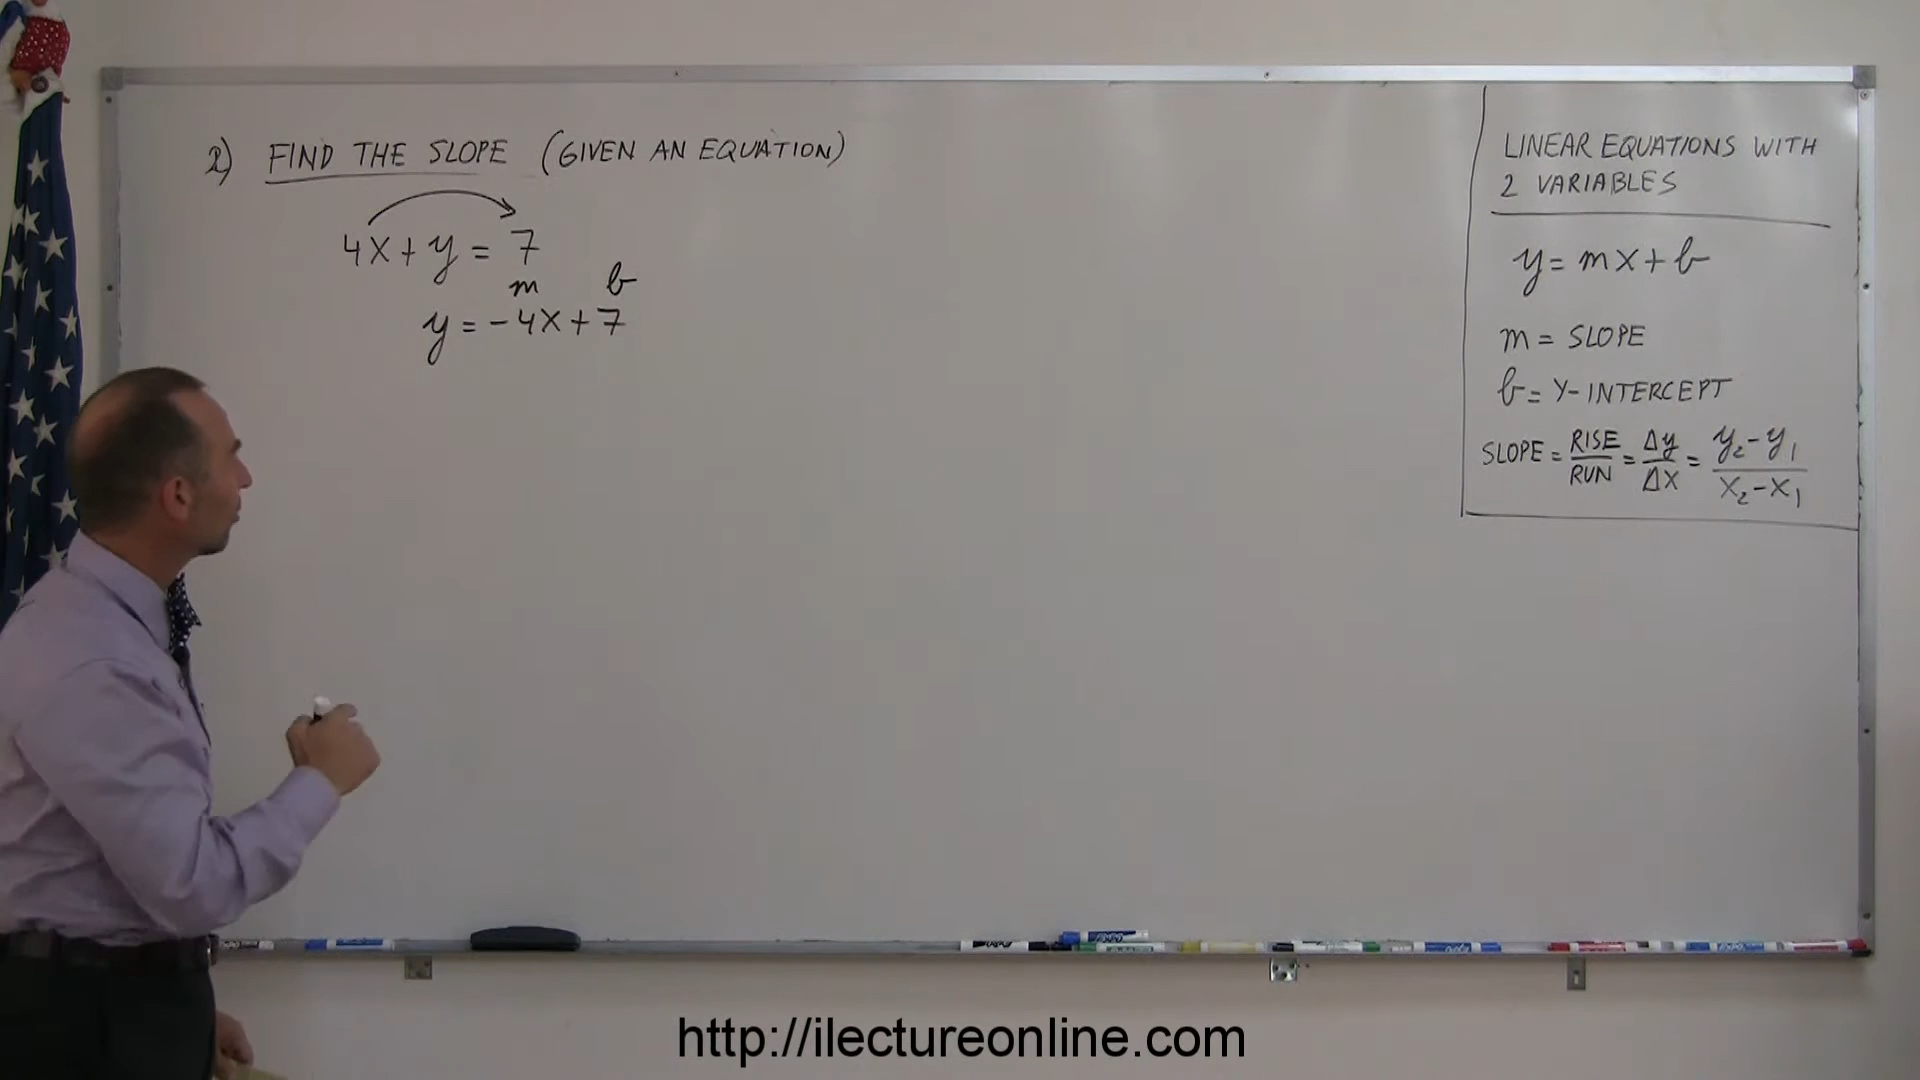 2) FIND THE SLOPE (GIVEN AN EQUATION)
4X + y = 7
m b
y = -4X + 7
LINEAR EQUATIONS WITH
2 VARIABLES
y = mX + b
m = SLOPE
b = Y-INTERCEPT
SLOPE = RISE/RUN = Δy/ΔX = y₂-y₁/X₂-X₁
http://ilectureonline.com